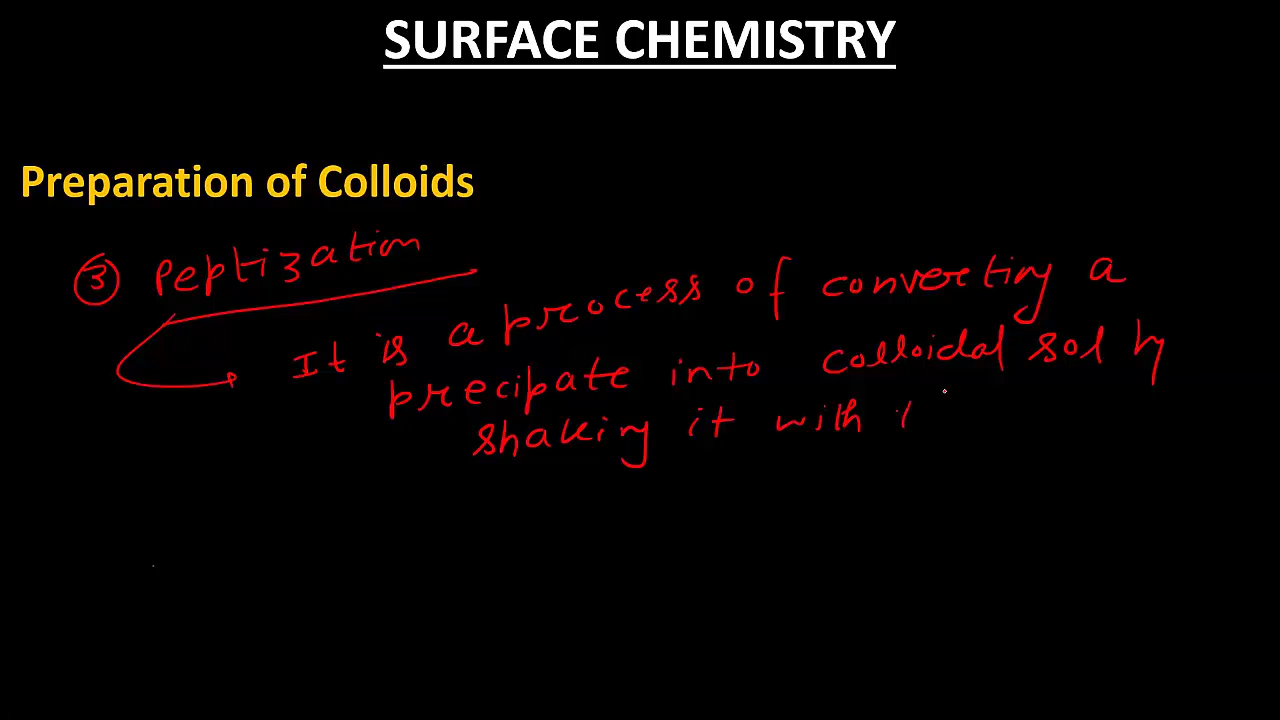 SURFACE CHEMISTRY
Preparation of Colloids
3 Peptization
It is a process of converting a
precipate into colloidal sol by
shaking it with